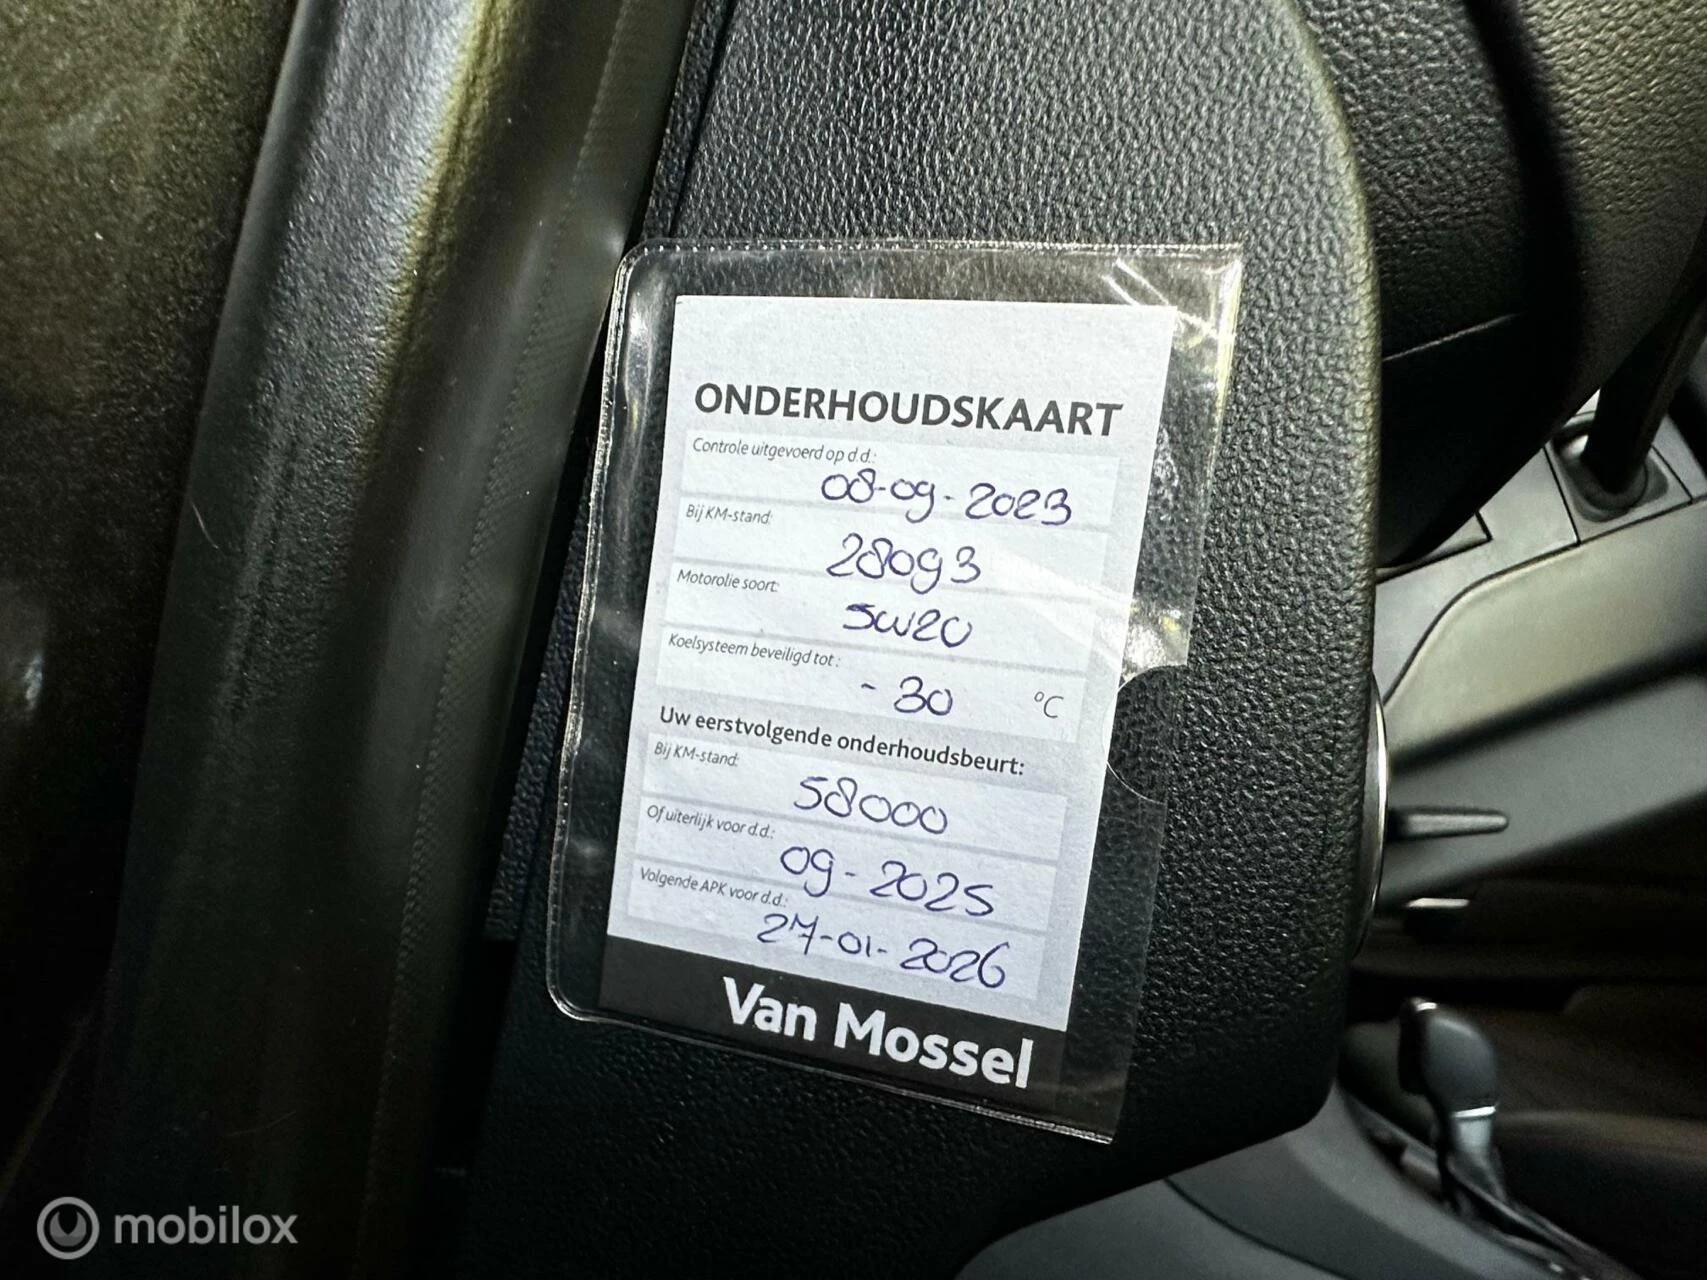 ONDERHOUDSKAART
Controle uitgevoerd op d.d.:
08-09-2023
Bij KM-stand:
28093
Motorolie soort:
5W20
Koelsysteem beveiligd tot:
-30 °C
Uw eerstvolgende onderhoudsbeurt:
Bij KM-stand:
58000
Of uiterlijk voor d.d.:
09-2025
Volgende APK voor d.d.:
27-01-2026
Van Mossel
mobilox